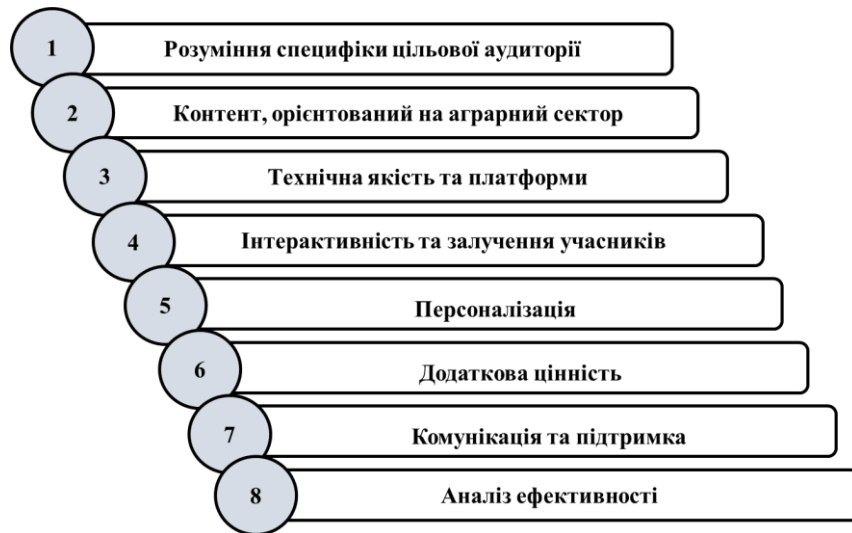 1 Розуміння специфіки цільової аудиторії
2 Контент, орієнтований на аграрний сектор
3 Технічна якість та платформи
4 Інтерактивність та залучення учасників
5 Персоналізація
6 Додаткова цінність
7 Комунікація та підтримка
8 Аналіз ефективності